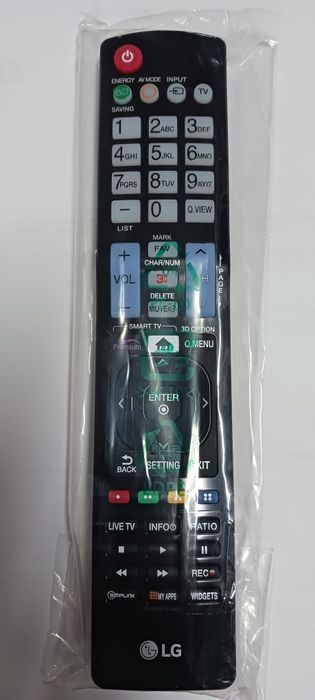 ENERGY AV MODE INPUT
TV
SAVING
1 2ABC 3DEF
4GHI 5JKL 6MNO
7PQRS 8TUV 9WXYZ
0 Q.VIEW
LIST
MARK
FAV
CHAR/NUM
VOL 3D
PAGE
DELETE
MUTE
SMART TV 3D OPTION
Premium Q.MENU
ENTER
BACK SETTING EXIT
LIVE TV INFO RATIO
REC
SIMPLINK MY APPS WIDGETS
LG